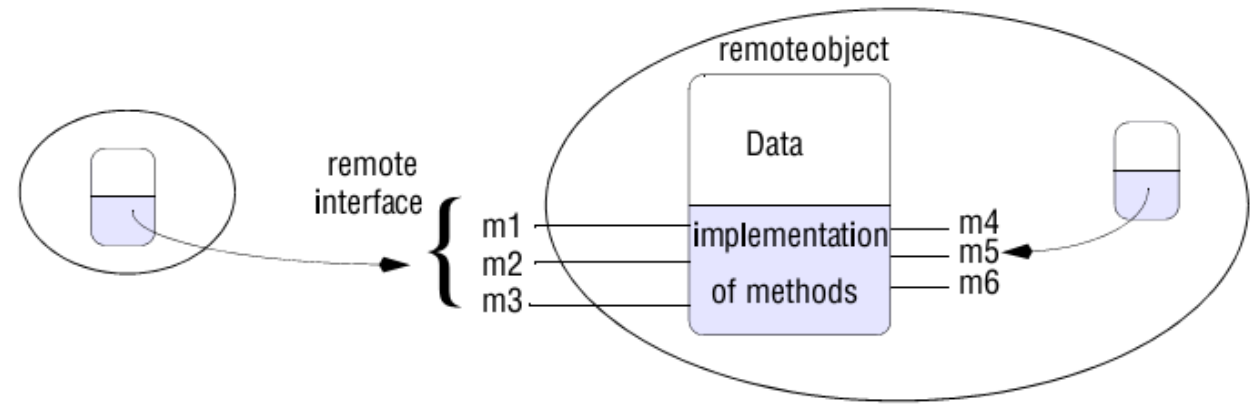 remoteobject
Data
remote
interface
{
m1
m2
m3
implementation
of methods
m4
m5
m6